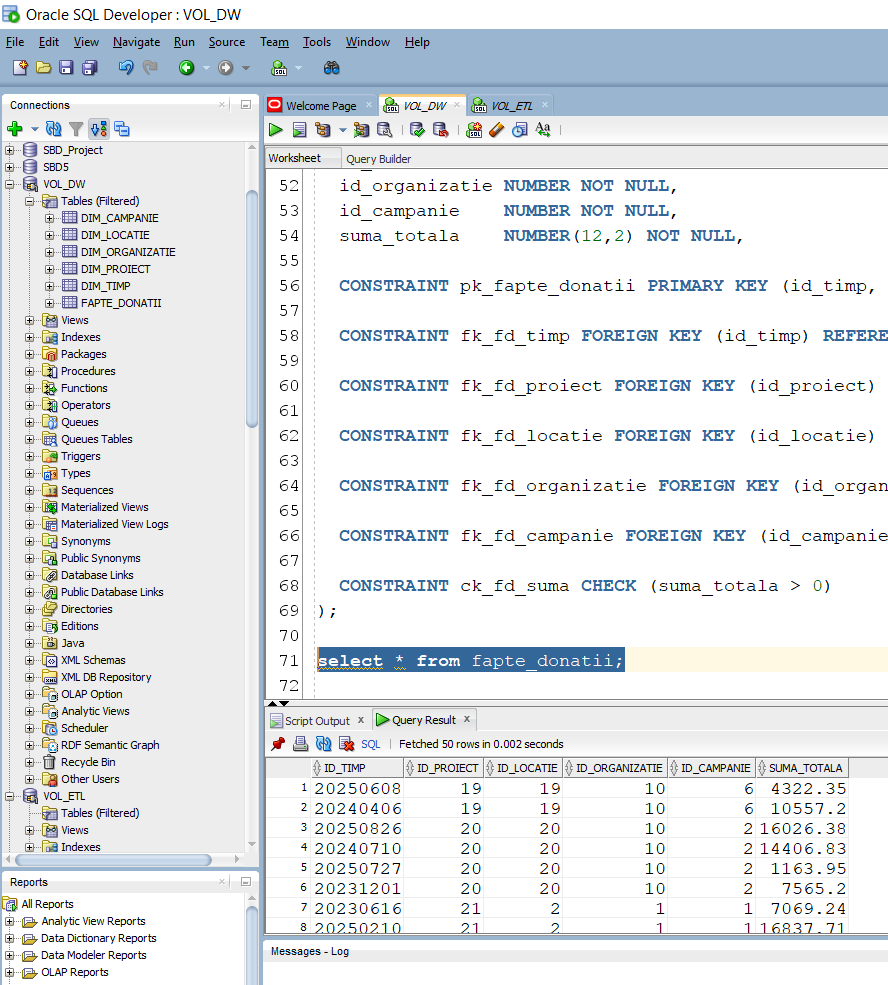 Oracle SQL Developer : VOL_DW
File Edit View Navigate Run Source Team Tools Window Help
Connections
SBD_Project
SBD5
VOL_DW
Tables (Filtered)
DIM_CAMPANIE
DIM_LOCATIE
DIM_ORGANIZATIE
DIM_PROIECT
DIM_TIMP
FAPTE_DONATII
Views
Indexes
Packages
Procedures
Functions
Operators
Queues
Queues Tables
Triggers
Types
Sequences
Materialized Views
Materialized View Logs
Synonyms
Public Synonyms
Database Links
Public Database Links
Directories
Editions
Java
XML Schemas
XML DB Repository
OLAP Option
Analytic Views
Scheduler
RDF Semantic Graph
Recycle Bin
Other Users
VOL_ETL
Tables (Filtered)
Views
Indexes
Reports
All Reports
Analytic View Reports
Data Dictionary Reports
Data Modeler Reports
OLAP Reports
Welcome Page VOL_DW VOL_ETL
Worksheet Query Builder
52 id_organizatie NUMBER NOT NULL,
53 id_campanie NUMBER NOT NULL,
54 suma_totala NUMBER(12,2) NOT NULL,
55
56 CONSTRAINT pk_fapte_donatii PRIMARY KEY (id_timp,
57
58 CONSTRAINT fk_fd_timp FOREIGN KEY (id_timp) REFERE
59
60 CONSTRAINT fk_fd_proiect FOREIGN KEY (id_proiect)
61
62 CONSTRAINT fk_fd_locatie FOREIGN KEY (id_locatie)
63
64 CONSTRAINT fk_fd_organizatie FOREIGN KEY (id_organ
65
66 CONSTRAINT fk_fd_campanie FOREIGN KEY (id_campanie
67
68 CONSTRAINT ck_fd_suma CHECK (suma_totala > 0)
69 );
70
71 select * from fapte_donatii;
72
Script Output Query Result
SQL | Fetched 50 rows in 0.002 seconds
ID_TIMP ID_PROIECT ID_LOCATIE ID_ORGANIZATIE ID_CAMPANIE SUMA_TOTALA
1 20250608 19 19 10 6 4322.35
2 20240406 19 19 10 6 10557.2
3 20250826 20 20 10 2 16026.38
4 20240710 20 20 10 2 14406.83
5 20250727 20 20 10 2 1163.95
6 20231201 20 20 10 2 7565.2
7 20230616 21 2 1 1 7069.24
8 20250210 21 2 1 1 16837.71
Messages - Log